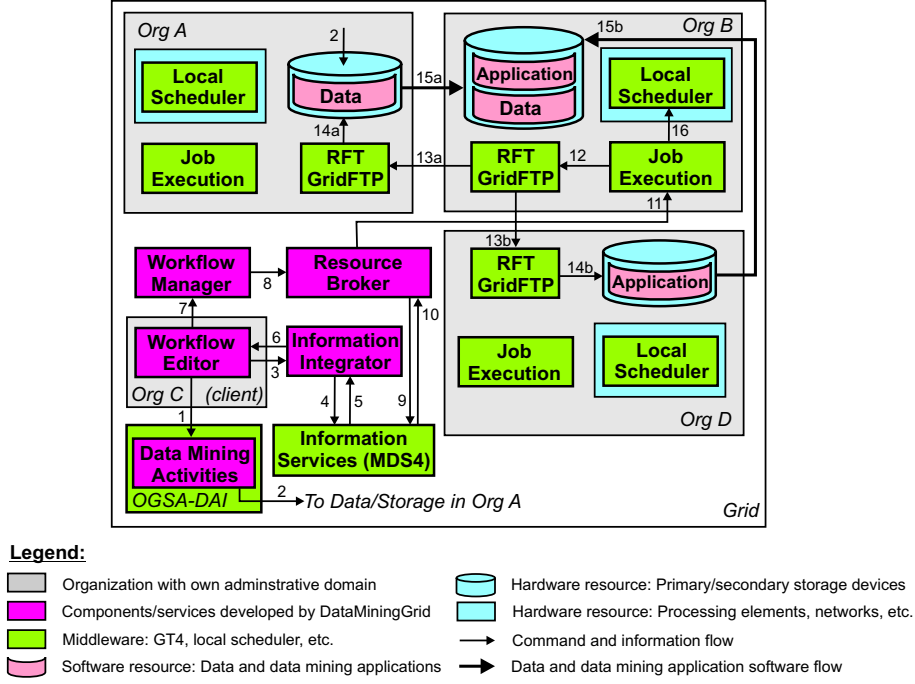 Org A
2
Local
Scheduler
Data
14a
Job
Execution
RFT
GridFTP
15a
13a
15b
Org B
Application
Data
Local
Scheduler
16
RFT
GridFTP
12
Job
Execution
11
13b
RFT
GridFTP
14b
Application
Job
Execution
Local
Scheduler
Org D
Workflow
Manager
8
Resource
Broker
7
10
Workflow
Editor
6
3
Information
Integrator
Org C (client)
1
4
5
9
Information
Services (MDS4)
Data Mining
Activities
OGSA-DAI
2
To Data/Storage in Org A
Grid
Legend:
Organization with own adminstrative domain
Components/services developed by DataMiningGrid
Middleware: GT4, local scheduler, etc.
Software resource: Data and data mining applications
Hardware resource: Primary/secondary storage devices
Hardware resource: Processing elements, networks, etc.
Command and information flow
Data and data mining application software flow